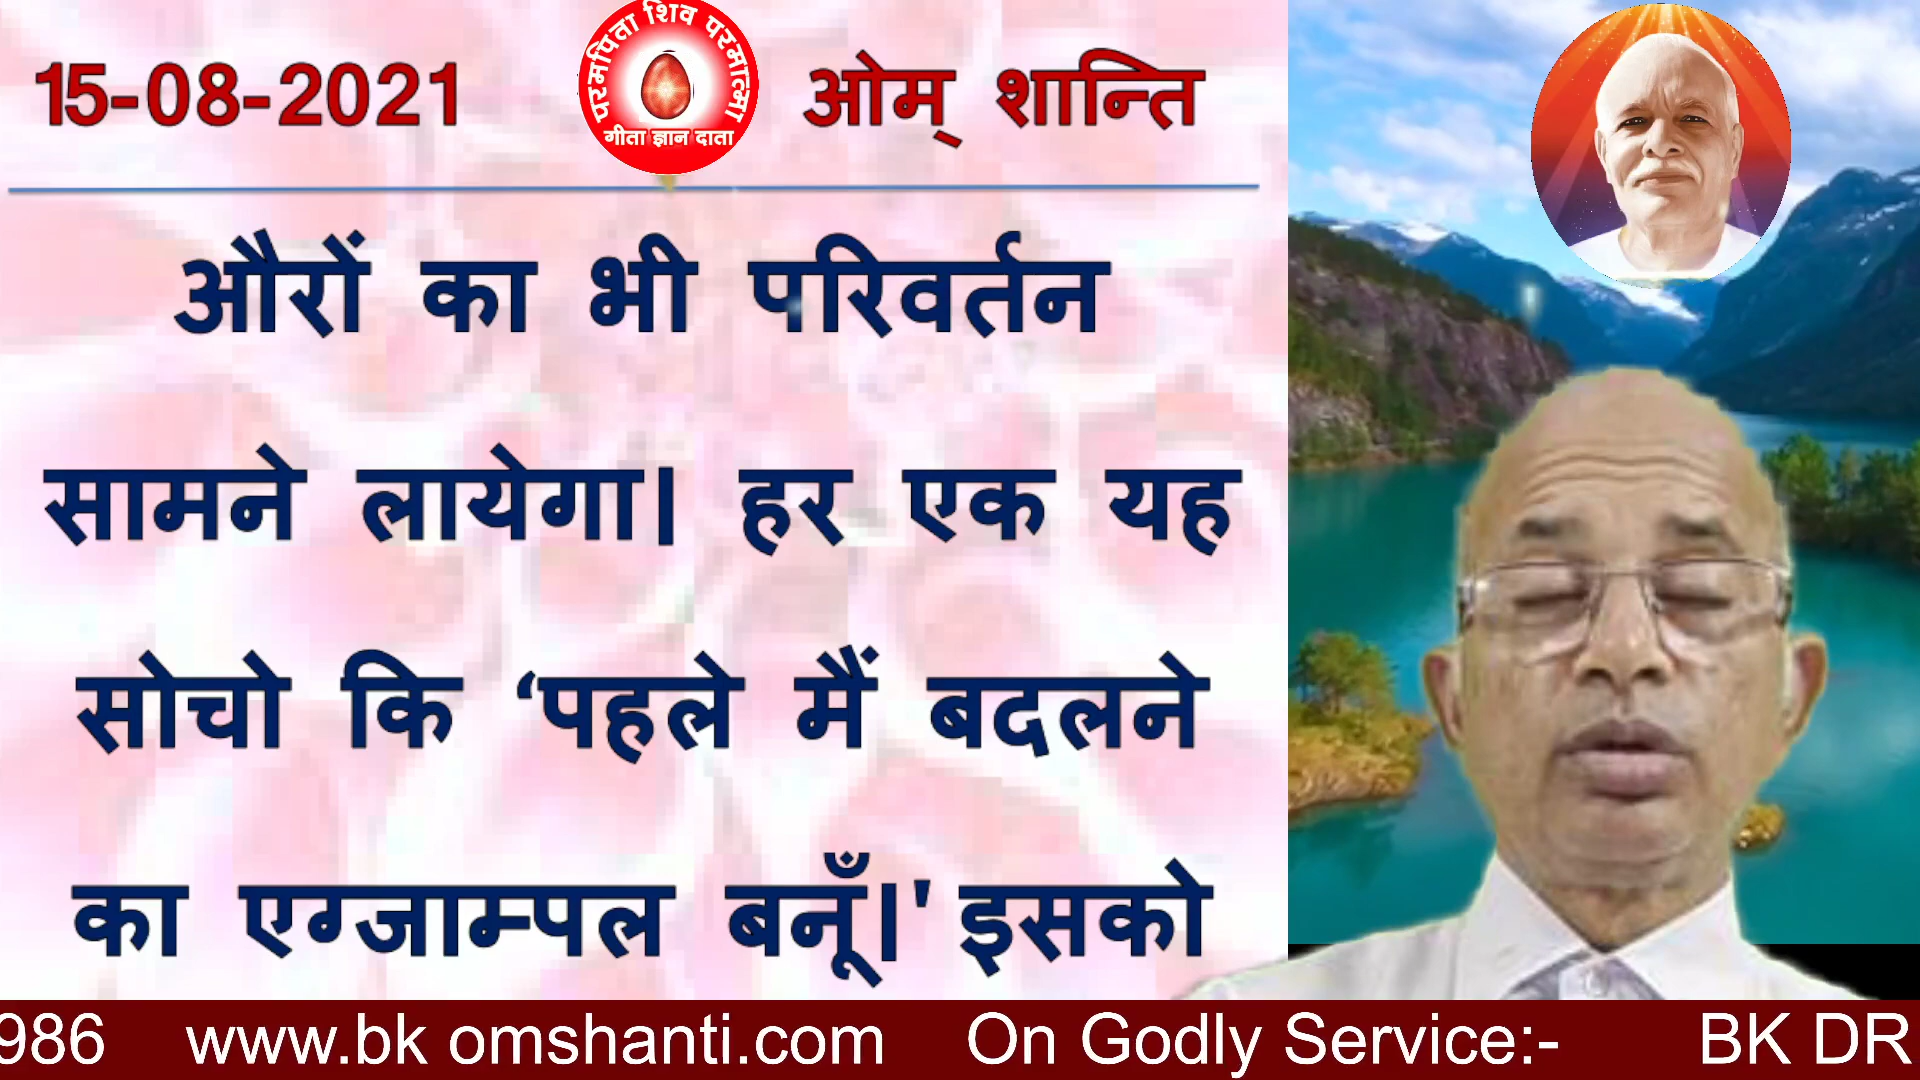 15-08-2021
परमपिता शिव परमात्मा
गीता ज्ञान दाता
ओम् शान्ति
औरों का भी परिवर्तन
सामने लायेगा। हर एक यह
सोचो कि ‘पहले मैं बदलने
का एग्जाम्पल बनूँ।' इसको
986 www.bk omshanti.com On Godly Service:- BK DR